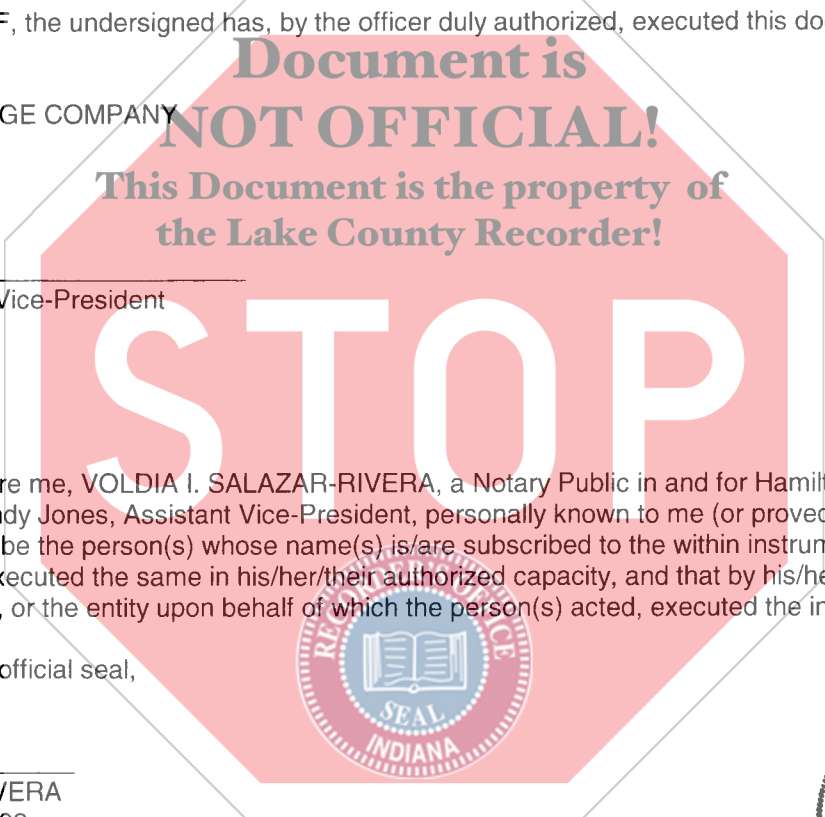 F, the undersigned has, by the officer duly authorized, executed this do
Document is
GE COMPANY
NOT OFFICIAL!
This Document is the property of
the Lake County Recorder!
Vice-President
STOP
re me, VOLDIA I. SALAZAR-RIVERA, a Notary Public in and for Hamilt
dy Jones, Assistant Vice-President, personally known to me (or proved
be the person(s) whose name(s) is/are subscribed to the within instrum
xecuted the same in his/her/their authorized capacity, and that by his/he
, or the entity upon behalf of which the person(s) acted, executed the in
RECORDER'S OFFICE
official seal,
SEAL
INDIANA
VERA